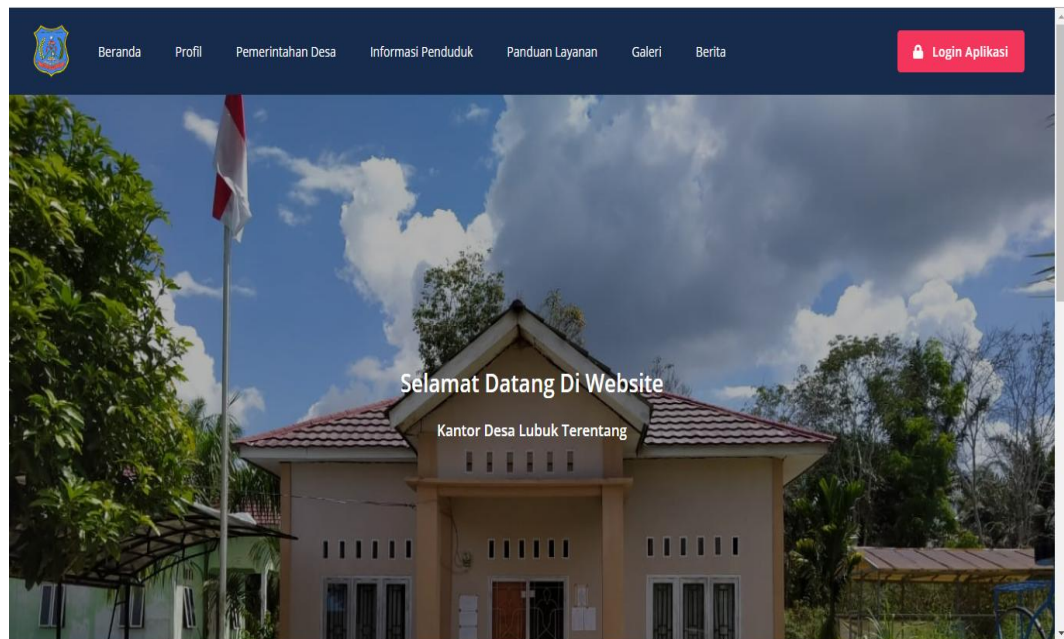 Beranda
Profil
Pemerintahan Desa
Informasi Penduduk
Panduan Layanan
Galeri
Berita
Login Aplikasi
Selamat Datang Di Website
Kantor Desa Lubuk Terentang